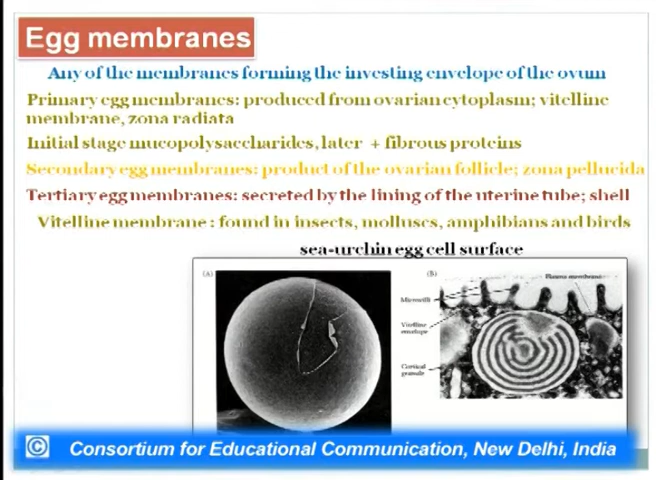 Egg membranes
Any of the membranes forming the investing envelope of the ovum
Primary egg membranes: produced from ovarian cytoplasm; vitelline
membrane, zona radiata
Initial stage mucopolysaccharides, later + fibrous proteins
Secondary egg membranes: product of the ovarian follicle; zona pellucida
Tertiary egg membranes: secreted by the lining of the uterine tube; shell
Vitelline membrane : found in insects, molluscs, amphibians and birds
sea-urchin egg cell surface
(A)
(B)
Plasma membrane
Microvilli
Vitelline
envelope
Cortical
granule
© Consortium for Educational Communication, New Delhi, India